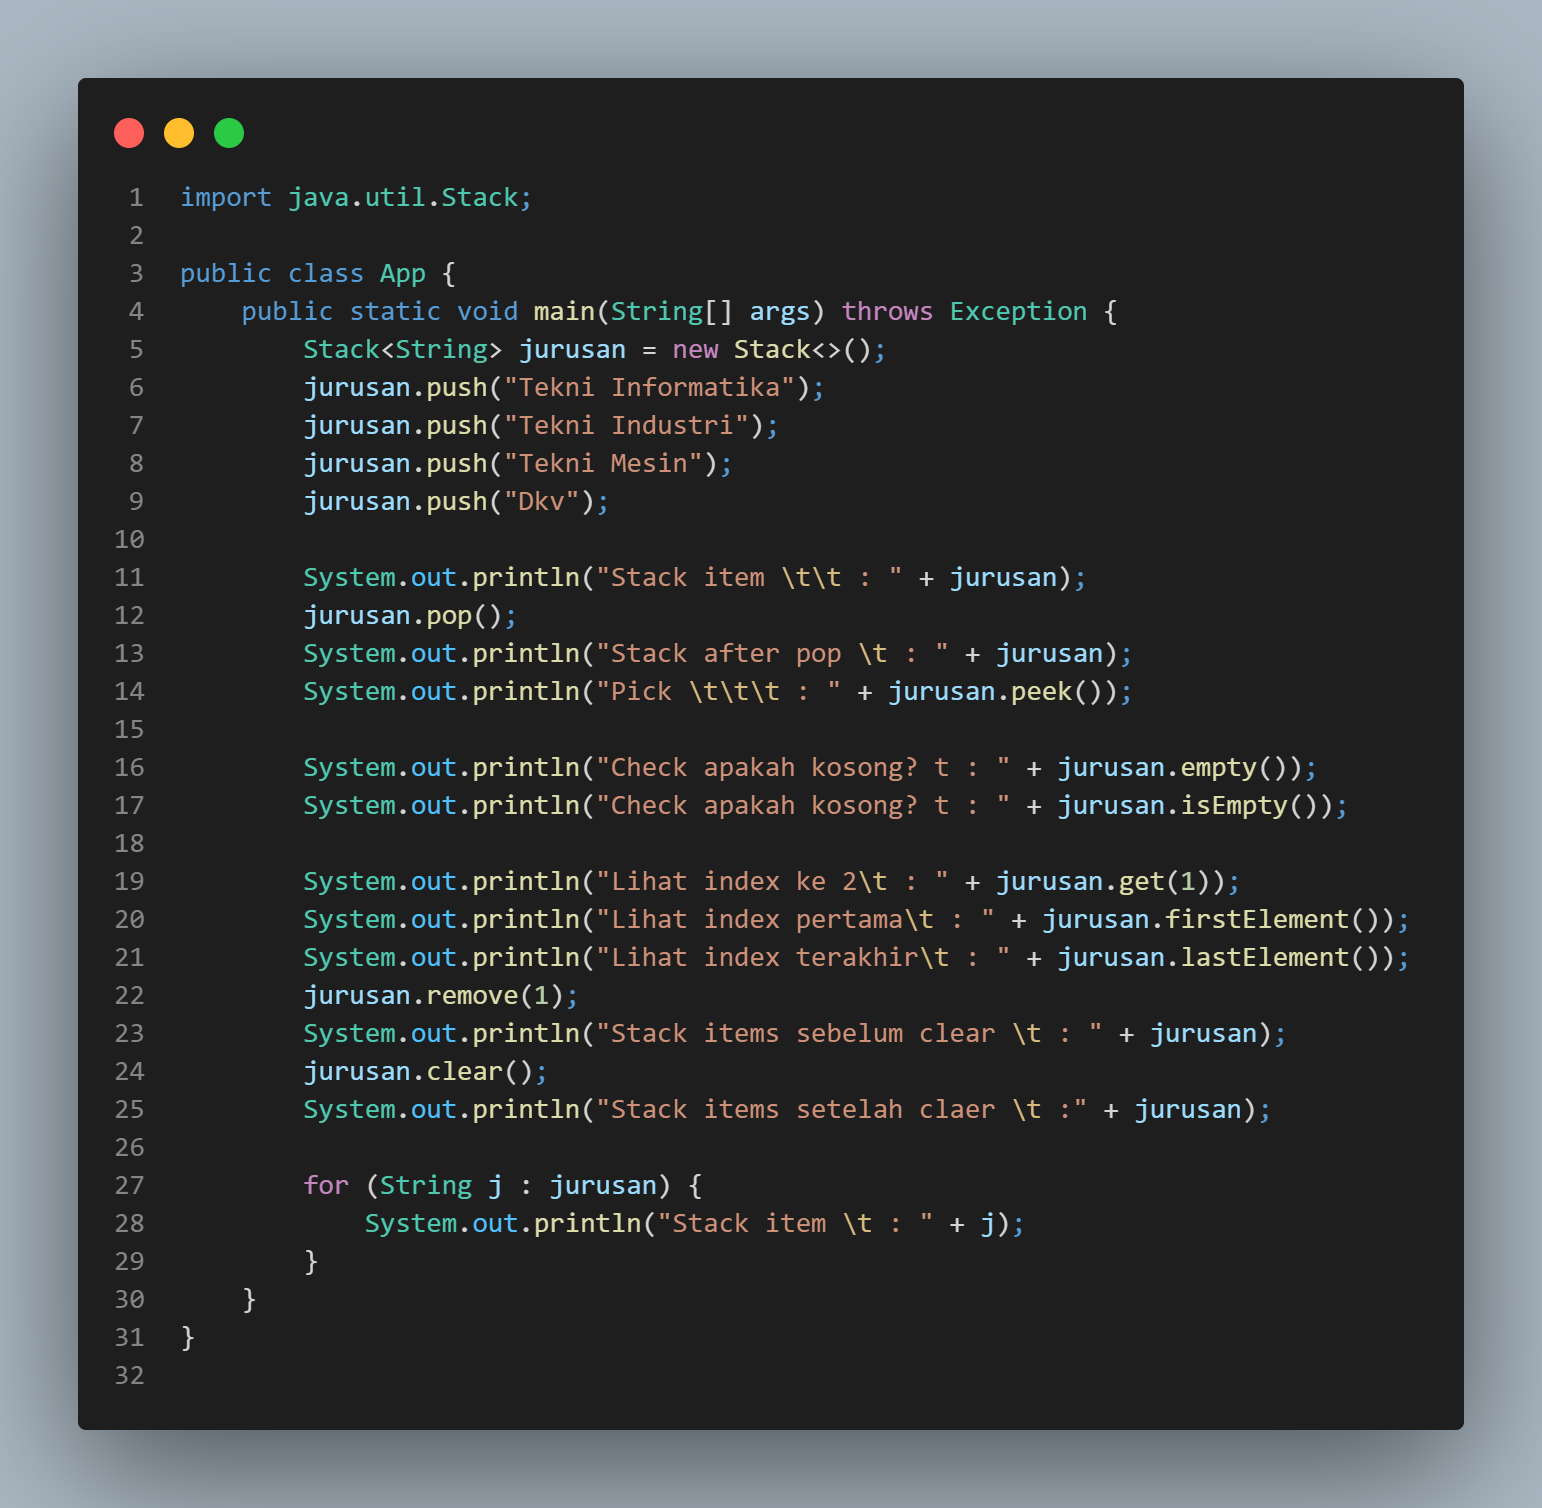 1 import java.util.Stack;
2
3 public class App {
4     public static void main(String[] args) throws Exception {
5         Stack<String> jurusan = new Stack<>();
6         jurusan.push("Tekni Informatika");
7         jurusan.push("Tekni Industri");
8         jurusan.push("Tekni Mesin");
9         jurusan.push("Dkv");
10
11         System.out.println("Stack item \t\t : " + jurusan);
12         jurusan.pop();
13         System.out.println("Stack after pop \t : " + jurusan);
14         System.out.println("Pick \t\t\t : " + jurusan.peek());
15
16         System.out.println("Check apakah kosong? t : " + jurusan.empty());
17         System.out.println("Check apakah kosong? t : " + jurusan.isEmpty());
18
19         System.out.println("Lihat index ke 2\t : " + jurusan.get(1));
20         System.out.println("Lihat index pertama\t : " + jurusan.firstElement());
21         System.out.println("Lihat index terakhir\t : " + jurusan.lastElement());
22         jurusan.remove(1);
23         System.out.println("Stack items sebelum clear \t : " + jurusan);
24         jurusan.clear();
25         System.out.println("Stack items setelah claer \t :" + jurusan);
26
27         for (String j : jurusan) {
28             System.out.println("Stack item \t : " + j);
29         }
30     }
31 }
32